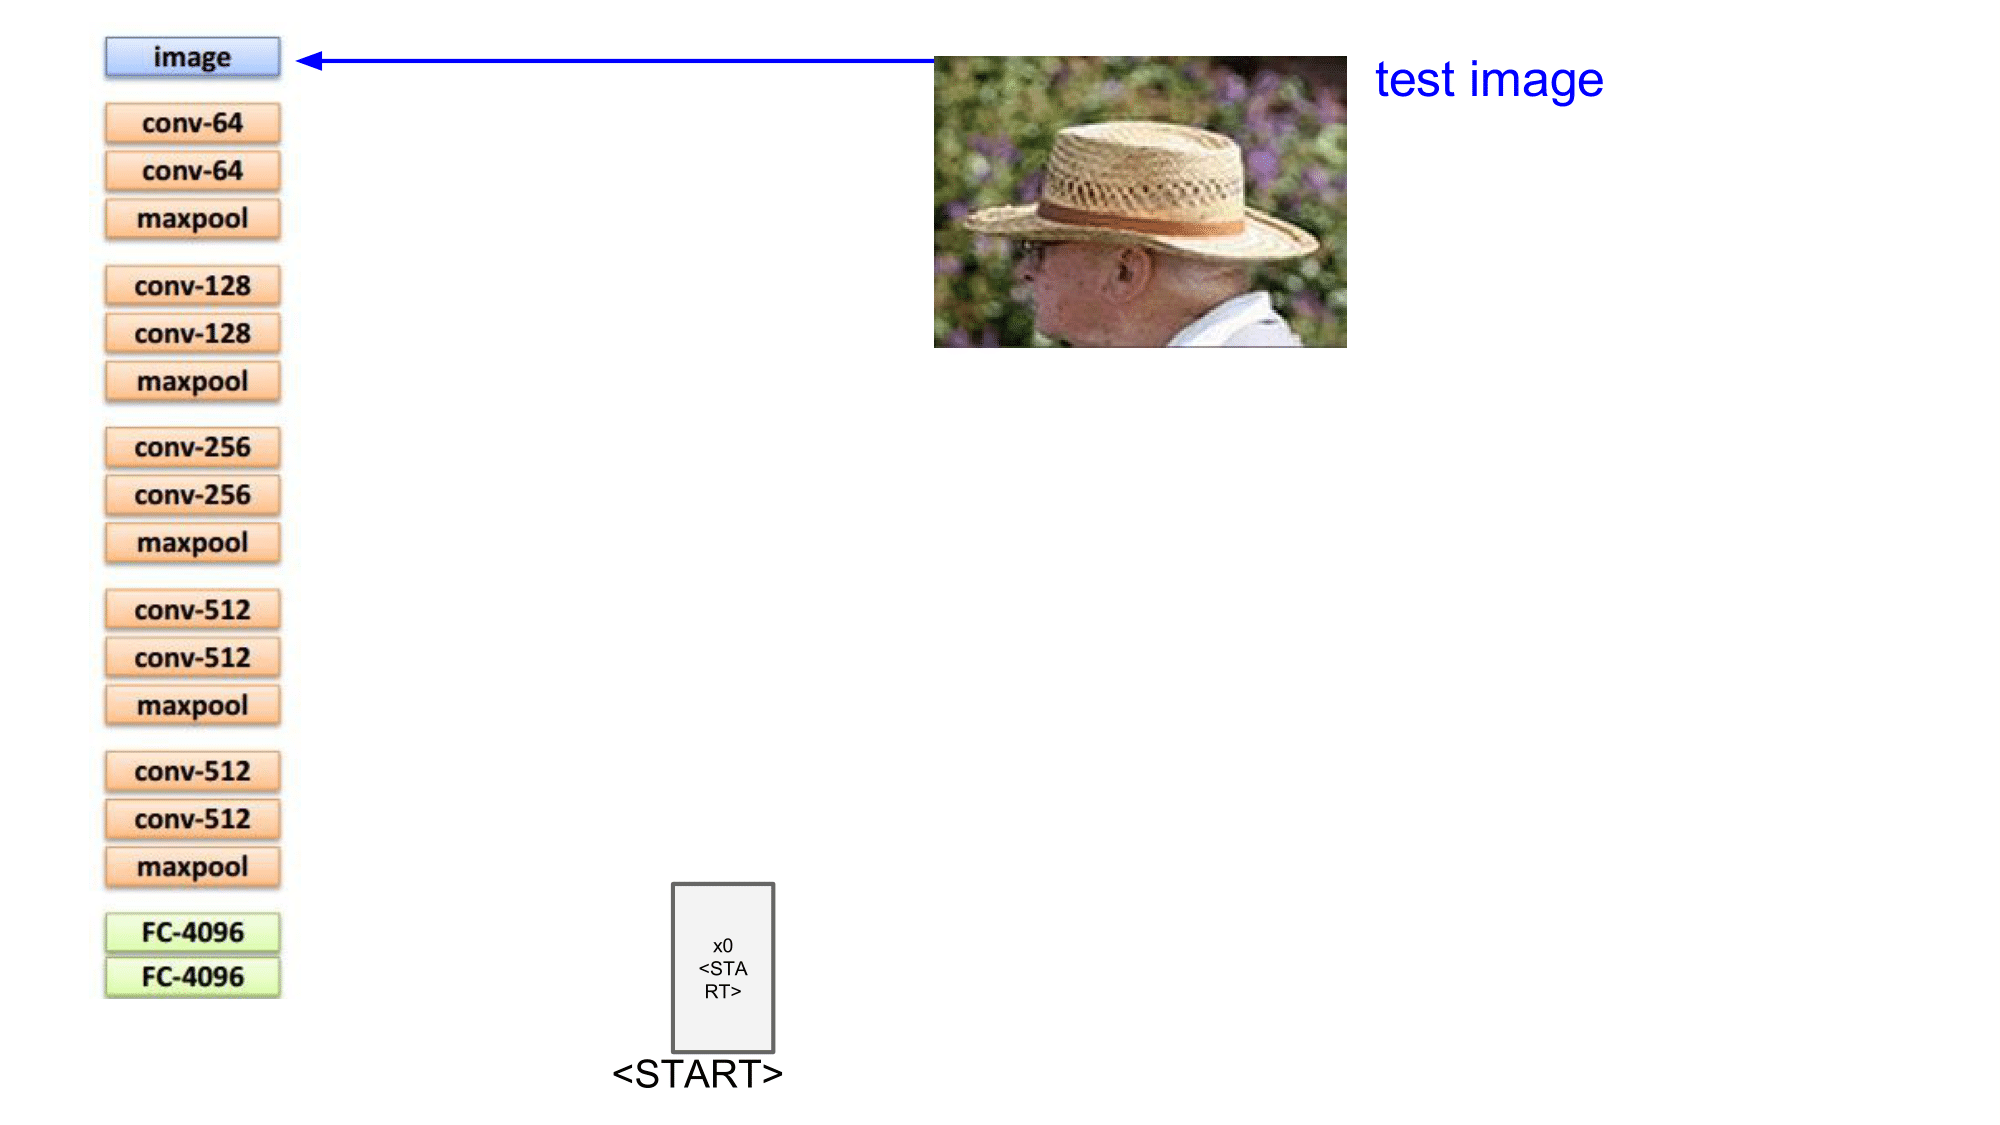 image
conv-64
conv-64
maxpool
conv-128
conv-128
maxpool
conv-256
conv-256
maxpool
conv-512
conv-512
maxpool
conv-512
conv-512
maxpool
FC-4096
FC-4096
test image
x0
<STA
RT>
<START>